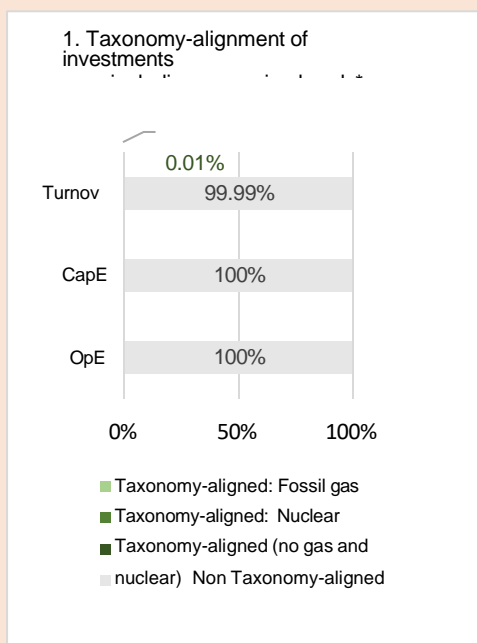 1. Taxonomy-alignment of
investments
0.01%
Turnov 99.99%
CapE 100%
OpE 100%
0% 50% 100%
Taxonomy-aligned: Fossil gas
Taxonomy-aligned: Nuclear
Taxonomy-aligned (no gas and
nuclear) Non Taxonomy-aligned